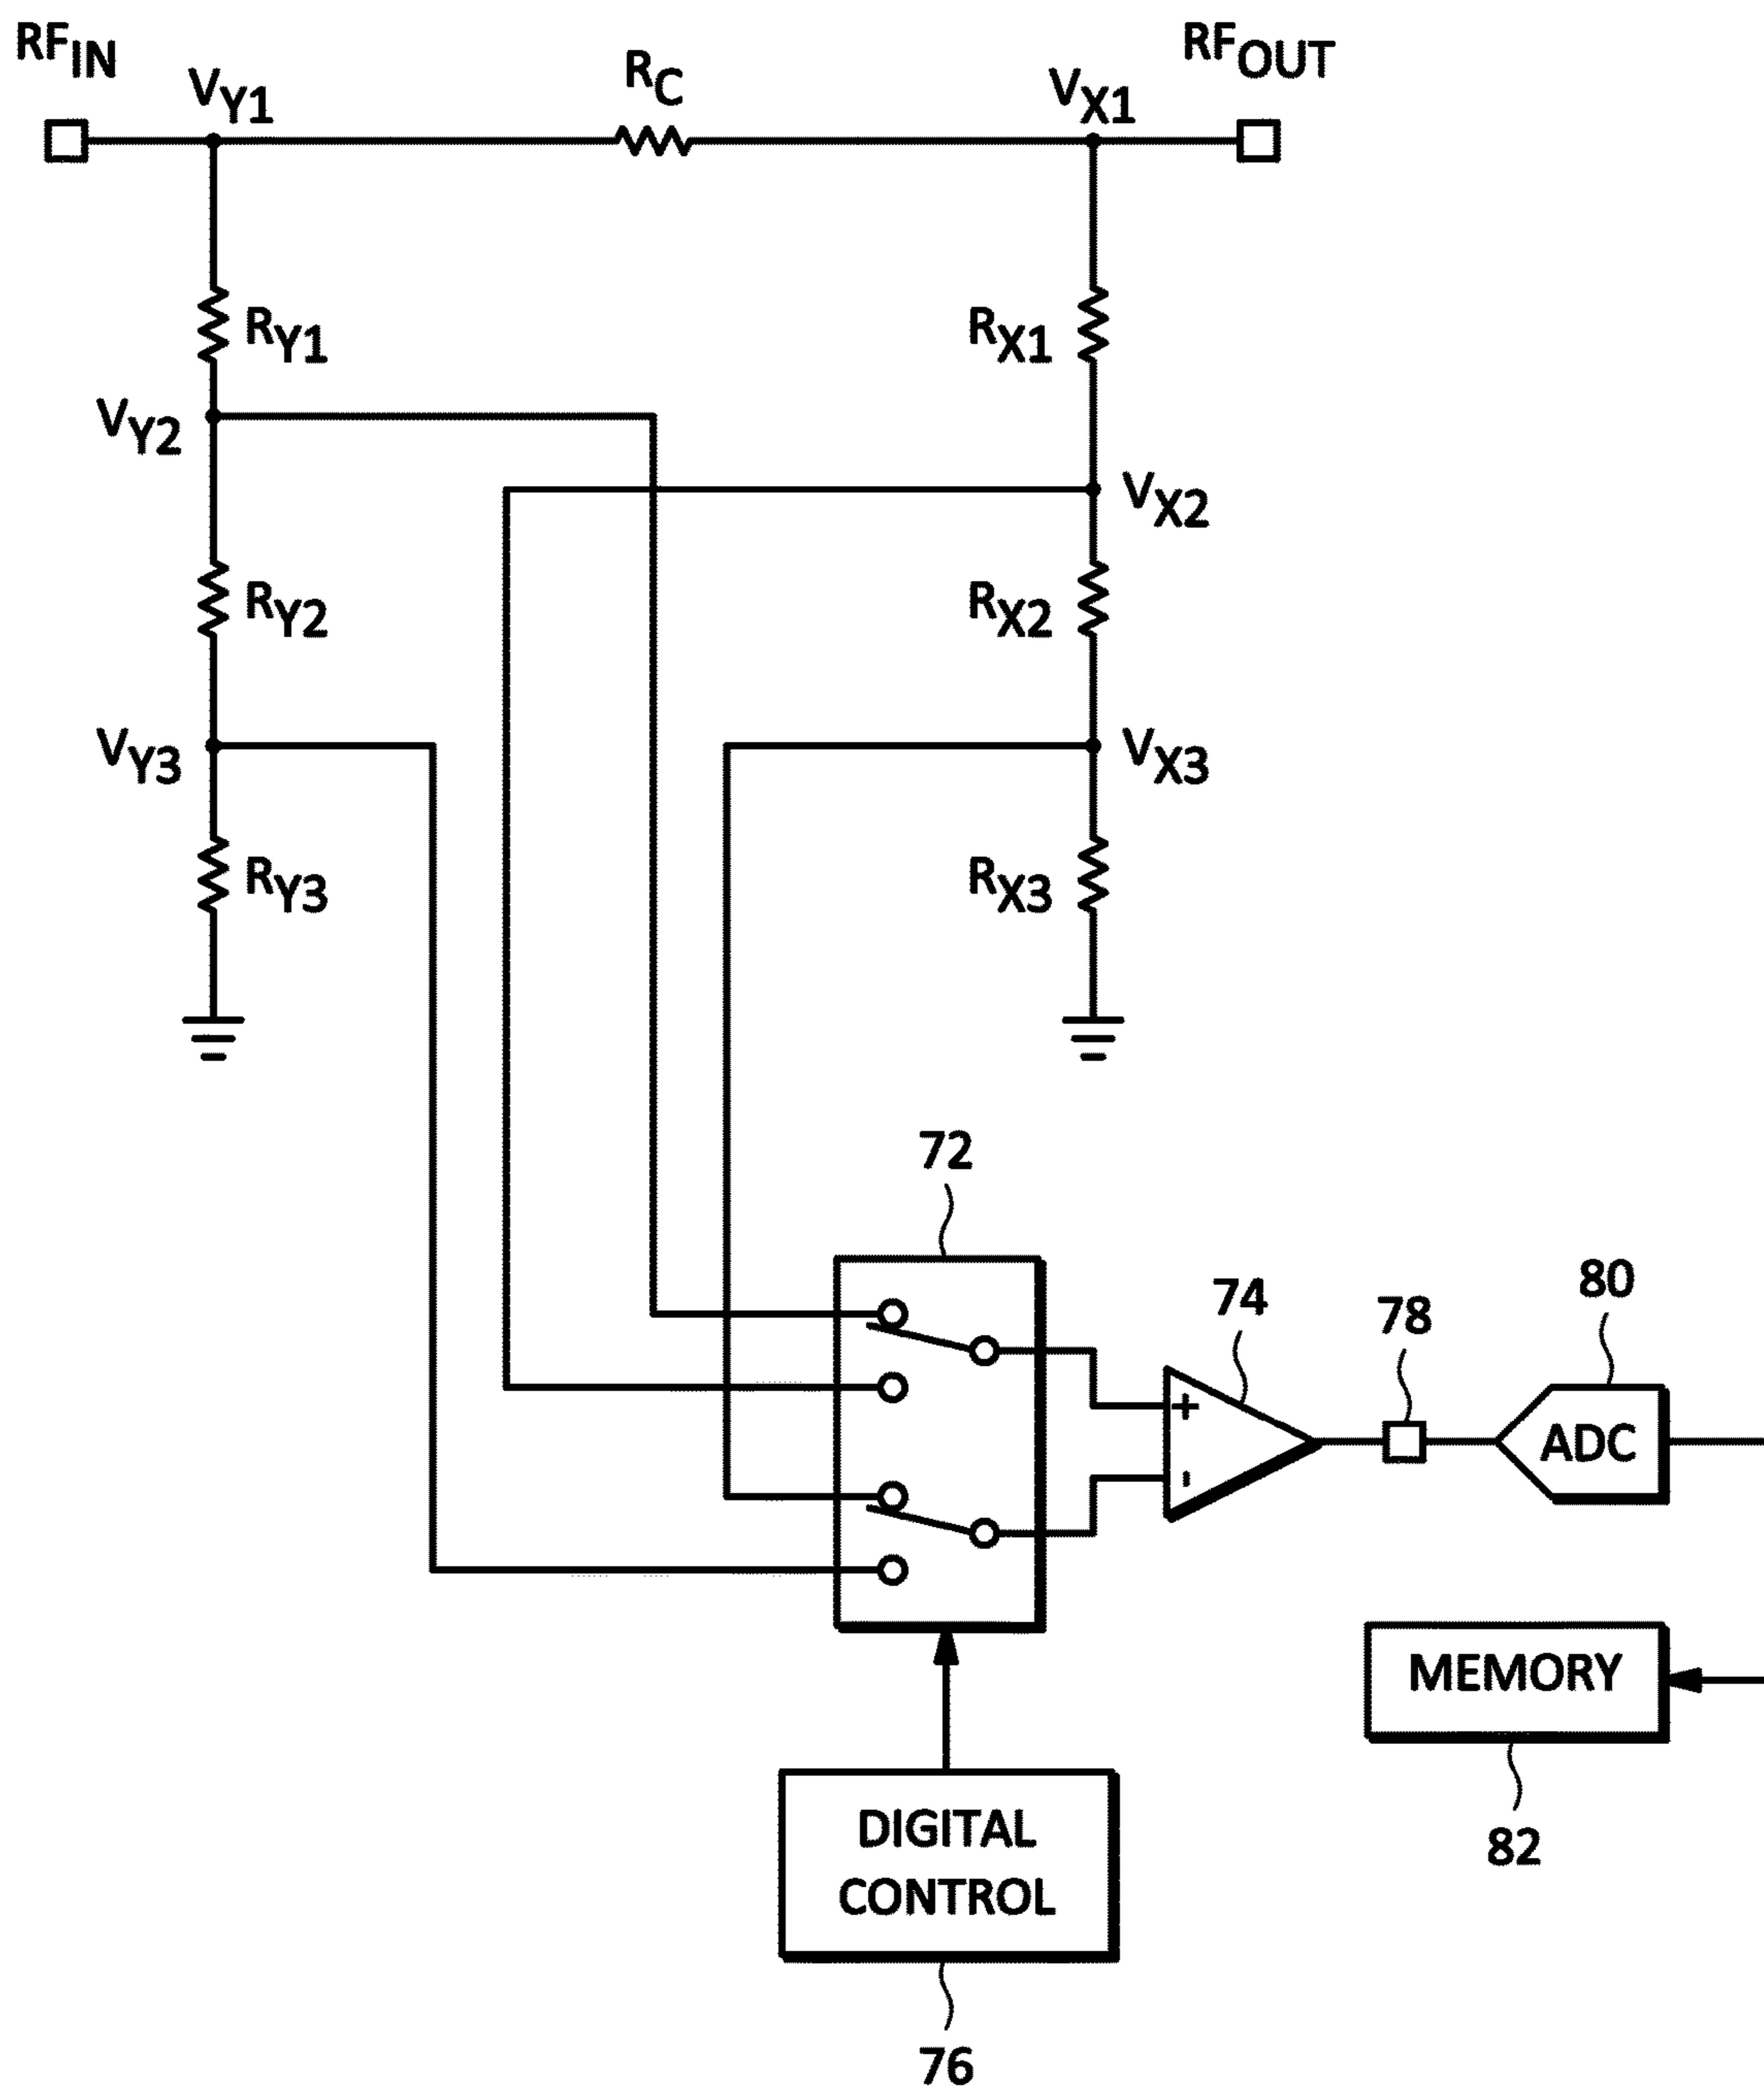 RFIN
VY1
RC
VX1
RFOUT
RY1
RX1
VY2
VX2
RY2
RX2
VY3
VX3
RY3
RX3
72
74
78
80
+
-
ADC
MEMORY
82
DIGITAL
CONTROL
76